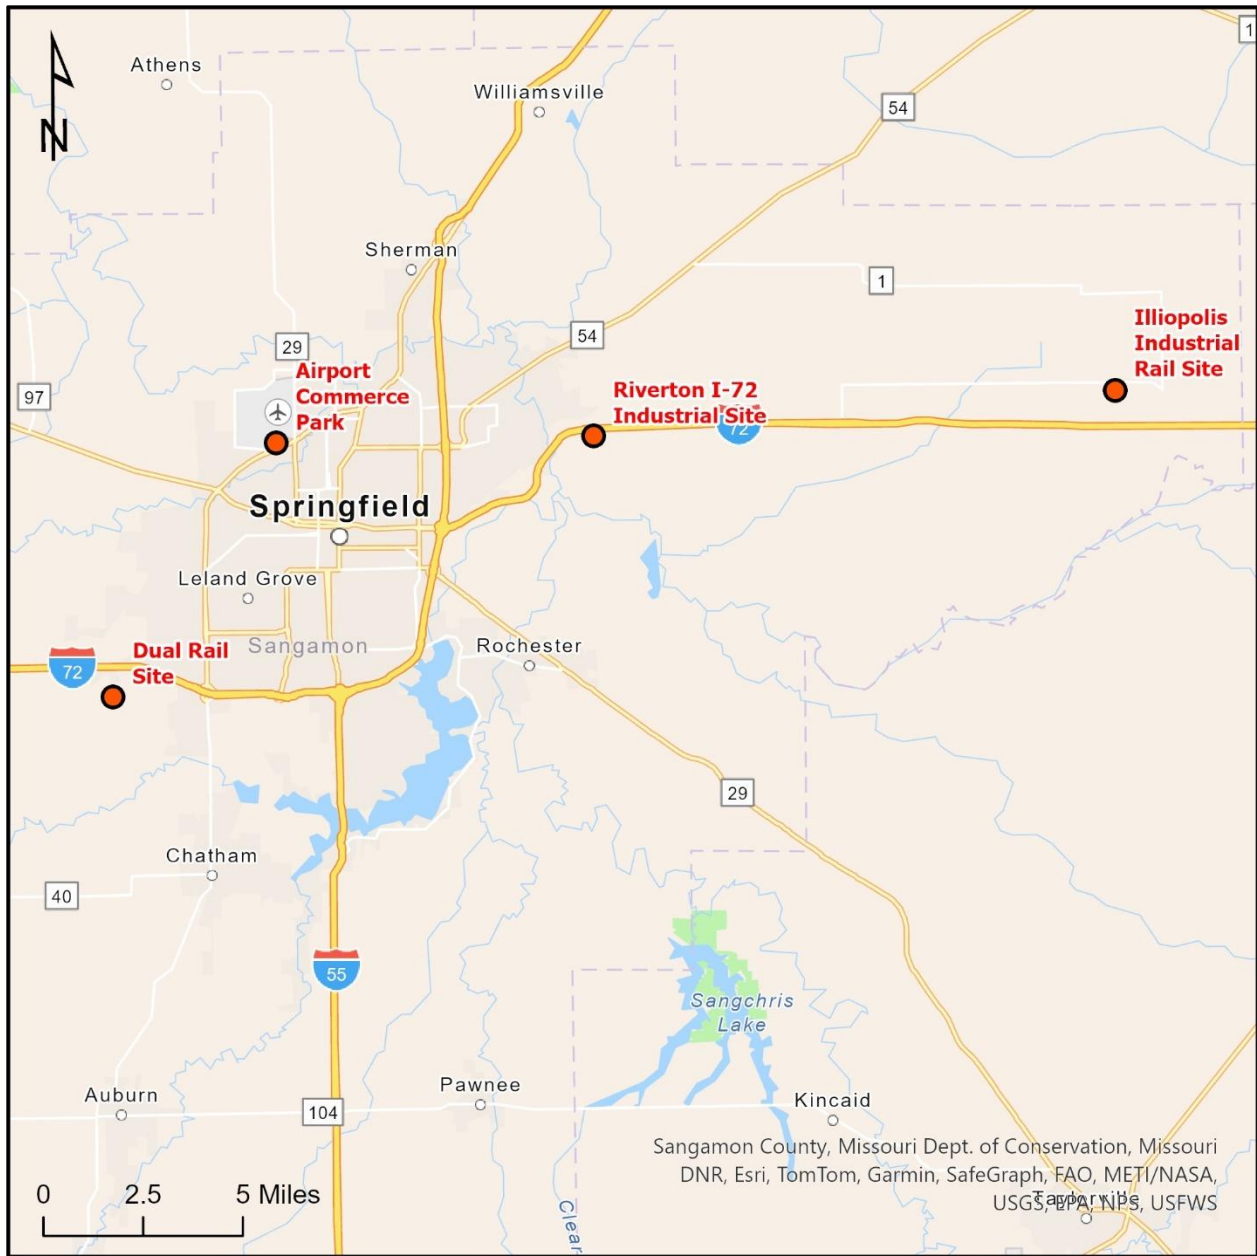 N
Athens
Williamsville
1
54
Sherman
1
54
29
97
Airport
Commerce
Park
Riverton I-72
Industrial Site
72
Illiopolis
Industrial
Rail Site
Springfield
Leland Grove
Sangamon
Rochester
72
Dual Rail
Site
29
Chatham
40
55
Sangchris
Lake
Auburn
104
Pawnee
Kincaid
Taylorville
Clear
Sangamon County, Missouri Dept. of Conservation, Missouri
DNR, Esri, TomTom, Garmin, SafeGraph, FAO, METI/NASA,
USGS, EPA, NPS, USFWS
0 2.5 5 Miles